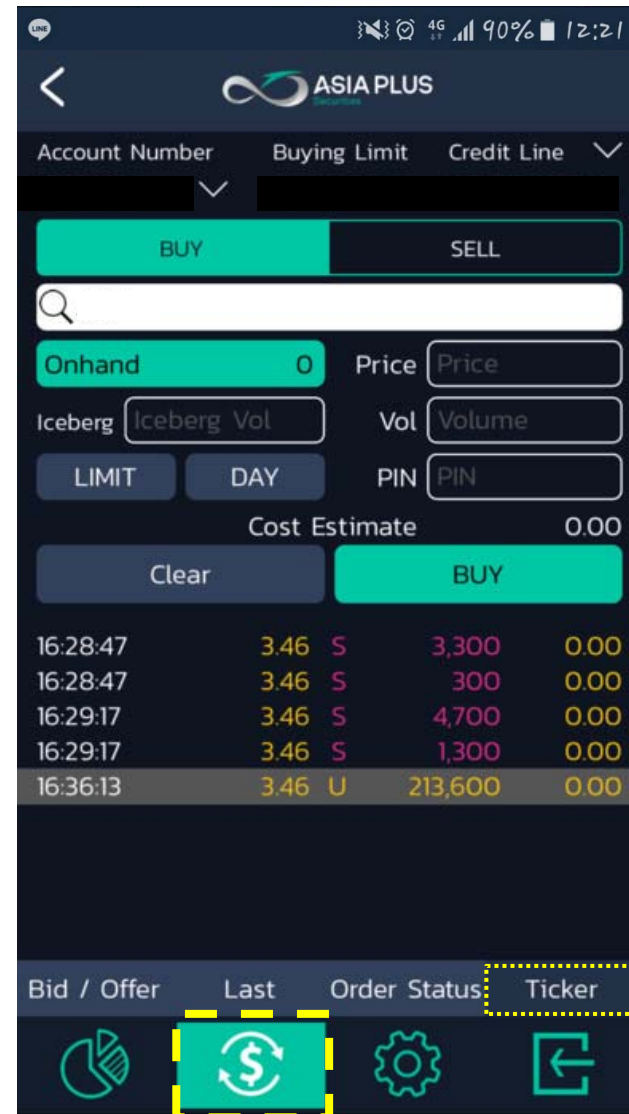 LINE 4G 90% 12:21
ASIA PLUS
Securities
Account Number Buying Limit Credit Line
BUY SELL
Onhand 0 Price Price
Iceberg Iceberg Vol Vol Volume
LIMIT DAY PIN PIN
Cost Estimate 0.00
Clear BUY
16:28:47 3.46 S 3,300 0.00
16:28:47 3.46 S 300 0.00
16:29:17 3.46 S 4,700 0.00
16:29:17 3.46 S 1,300 0.00
16:36:13 3.46 U 213,600 0.00
Bid / Offer Last Order Status Ticker
$